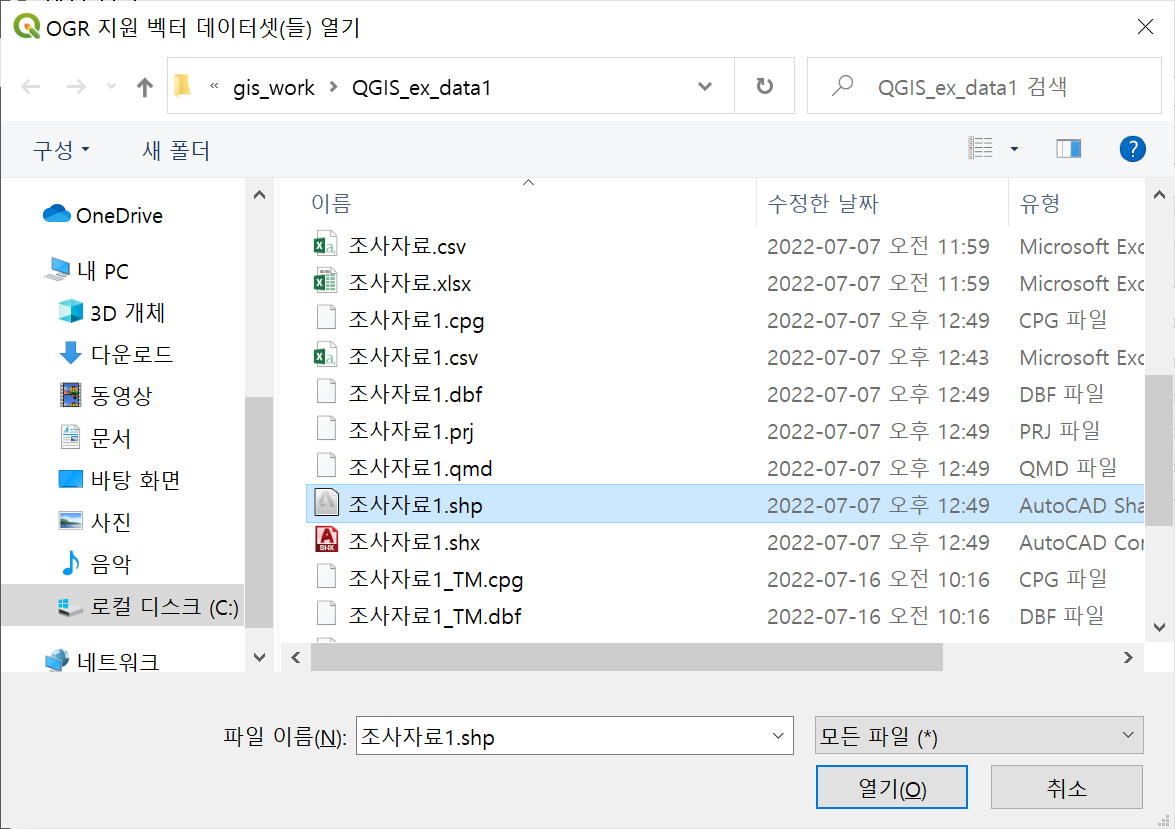 OGR 지원 벡터 데이터셋(들) 열기
« gis_work > QGIS_ex_data1
QGIS_ex_data1 검색
구성 새 폴더
이름 수정한 날짜 유형
OneDrive
내 PC
3D 개체
다운로드
동영상
문서
바탕 화면
사진
음악
로컬 디스크 (C:)
네트워크
조사자료.csv 2022-07-07 오전 11:59 Microsoft Exc
조사자료.xlsx 2022-07-07 오전 11:59 Microsoft Exc
조사자료1.cpg 2022-07-07 오후 12:49 CPG 파일
조사자료1.csv 2022-07-07 오후 12:43 Microsoft Exc
조사자료1.dbf 2022-07-07 오후 12:49 DBF 파일
조사자료1.prj 2022-07-07 오후 12:49 PRJ 파일
조사자료1.qmd 2022-07-07 오후 12:49 QMD 파일
조사자료1.shp 2022-07-07 오후 12:49 AutoCAD Sha
조사자료1.shx 2022-07-07 오후 12:49 AutoCAD Cor
조사자료1_TM.cpg 2022-07-16 오전 10:16 CPG 파일
조사자료1_TM.dbf 2022-07-16 오전 10:16 DBF 파일
파일 이름(N): 조사자료1.shp 모든 파일 (*)
열기(O) 취소